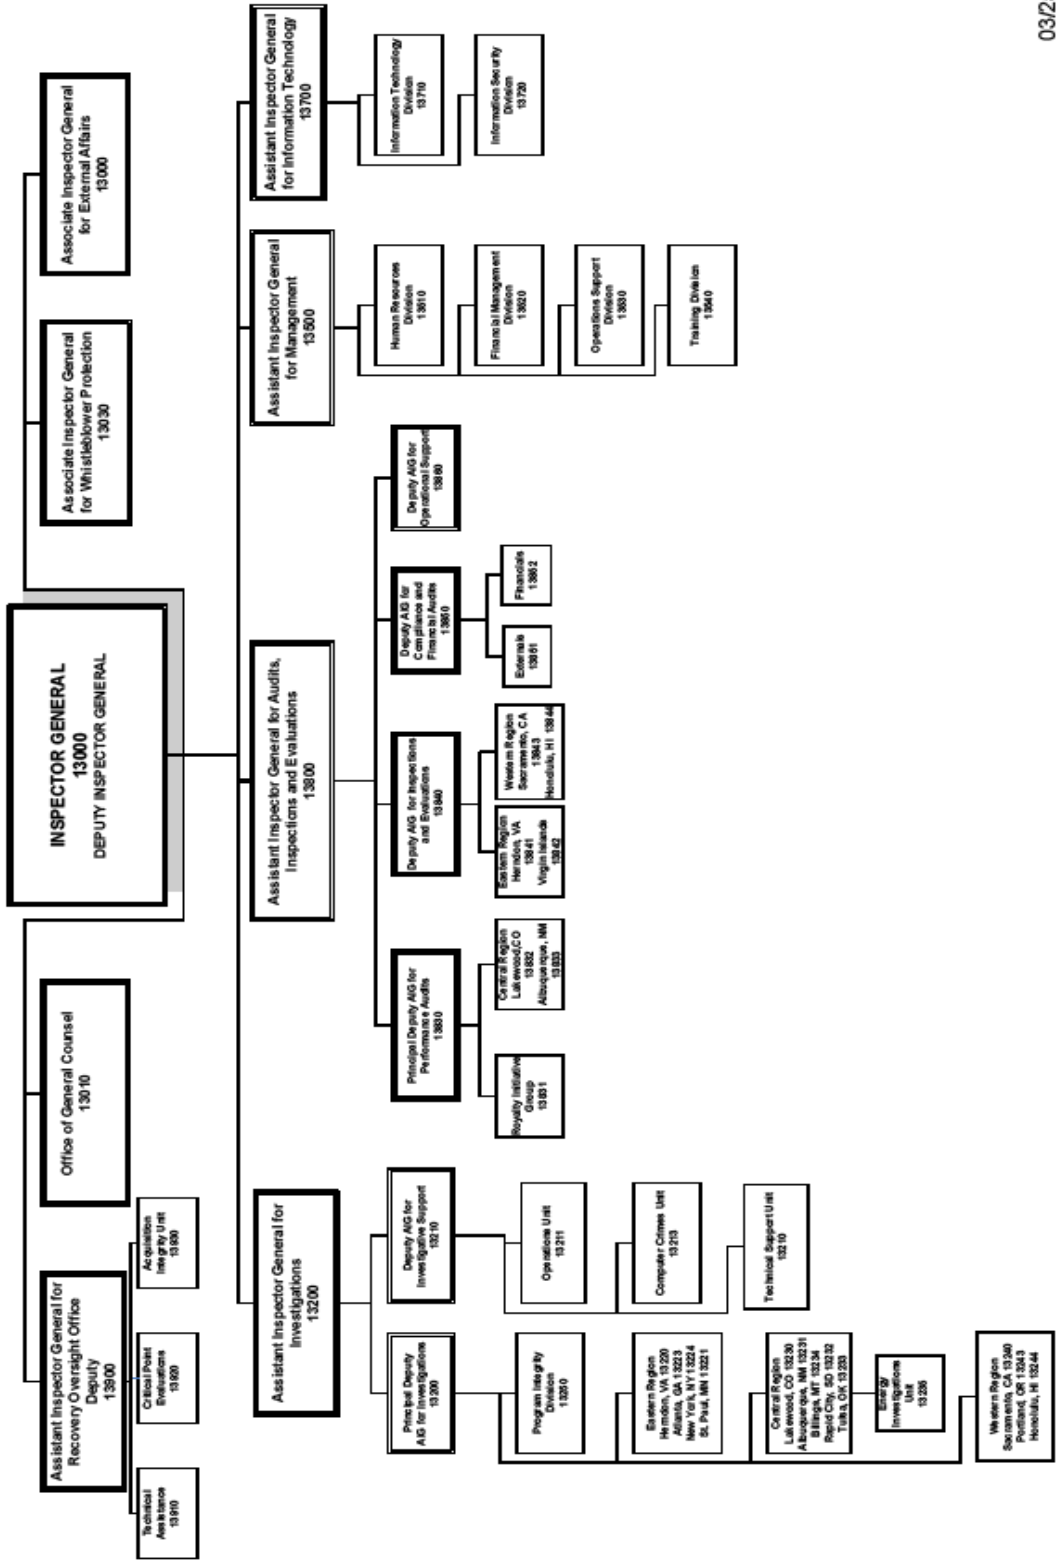 INSPECTOR GENERAL
13000
DEPUTY INSPECTOR GENERAL
Assistant Inspector General for
Recovery Oversight Office
Deputy
13900
Technical
Assistance
13910
Critical Point
Evaluations
13920
Acquisition
Integrity Unit
13930
Office of General Counsel
13010
Associate Inspector General
for Whistleblower Protection
13030
Associate Inspector General
for External Affairs
13000
Assistant Inspector General for
Investigations
13200
Principal Deputy
AIG for Investigations
13200
Program Integrity
Division
13250
Eastern Region
Herndon, VA 13220
Atlanta, GA 13223
New York, NY 13224
St. Paul, MN 13221
Central Region
Lakewood, CO 13230
Albuquerque, NM 13231
Billings, MT 13234
Rapid City, SD 13232
Tulsa, OK 13233
Energy
Investigations
Unit
13235
Western Region
Sacramento, CA 13240
Portland, OR 13243
Honolulu, HI 13244
Deputy AIG for
Investigative Support
13210
Operations Unit
13211
Computer Crimes Unit
13213
Technical Support Unit
13210
Assistant Inspector General for Audits,
Inspections and Evaluations
13800
Principal Deputy AIG for
Performance Audits
13830
Royalty Initiative
Group
13831
Central Region
Lakewood,CO
13832
Albuquerque, NM
13833
Deputy AIG for Inspections
and Evaluations
13840
Eastern Region
Herndon, VA
13841
Virgin Islands
13842
Western Region
Sacramento, CA
13843
Honolulu, HI 13844
Deputy AIG for
Compliance and
Financial Audits
13850
Externals
13851
Financials
13852
Deputy AIG for
Operational Support
13860
Assistant Inspector General
for Management
13500
Human Resources
Division
13510
Financial Management
Division
13520
Operations Support
Division
13530
Training Division
13540
Assistant Inspector General
for Information Technology
13700
Information Technology
Division
13710
Information Security
Division
13720
03/2